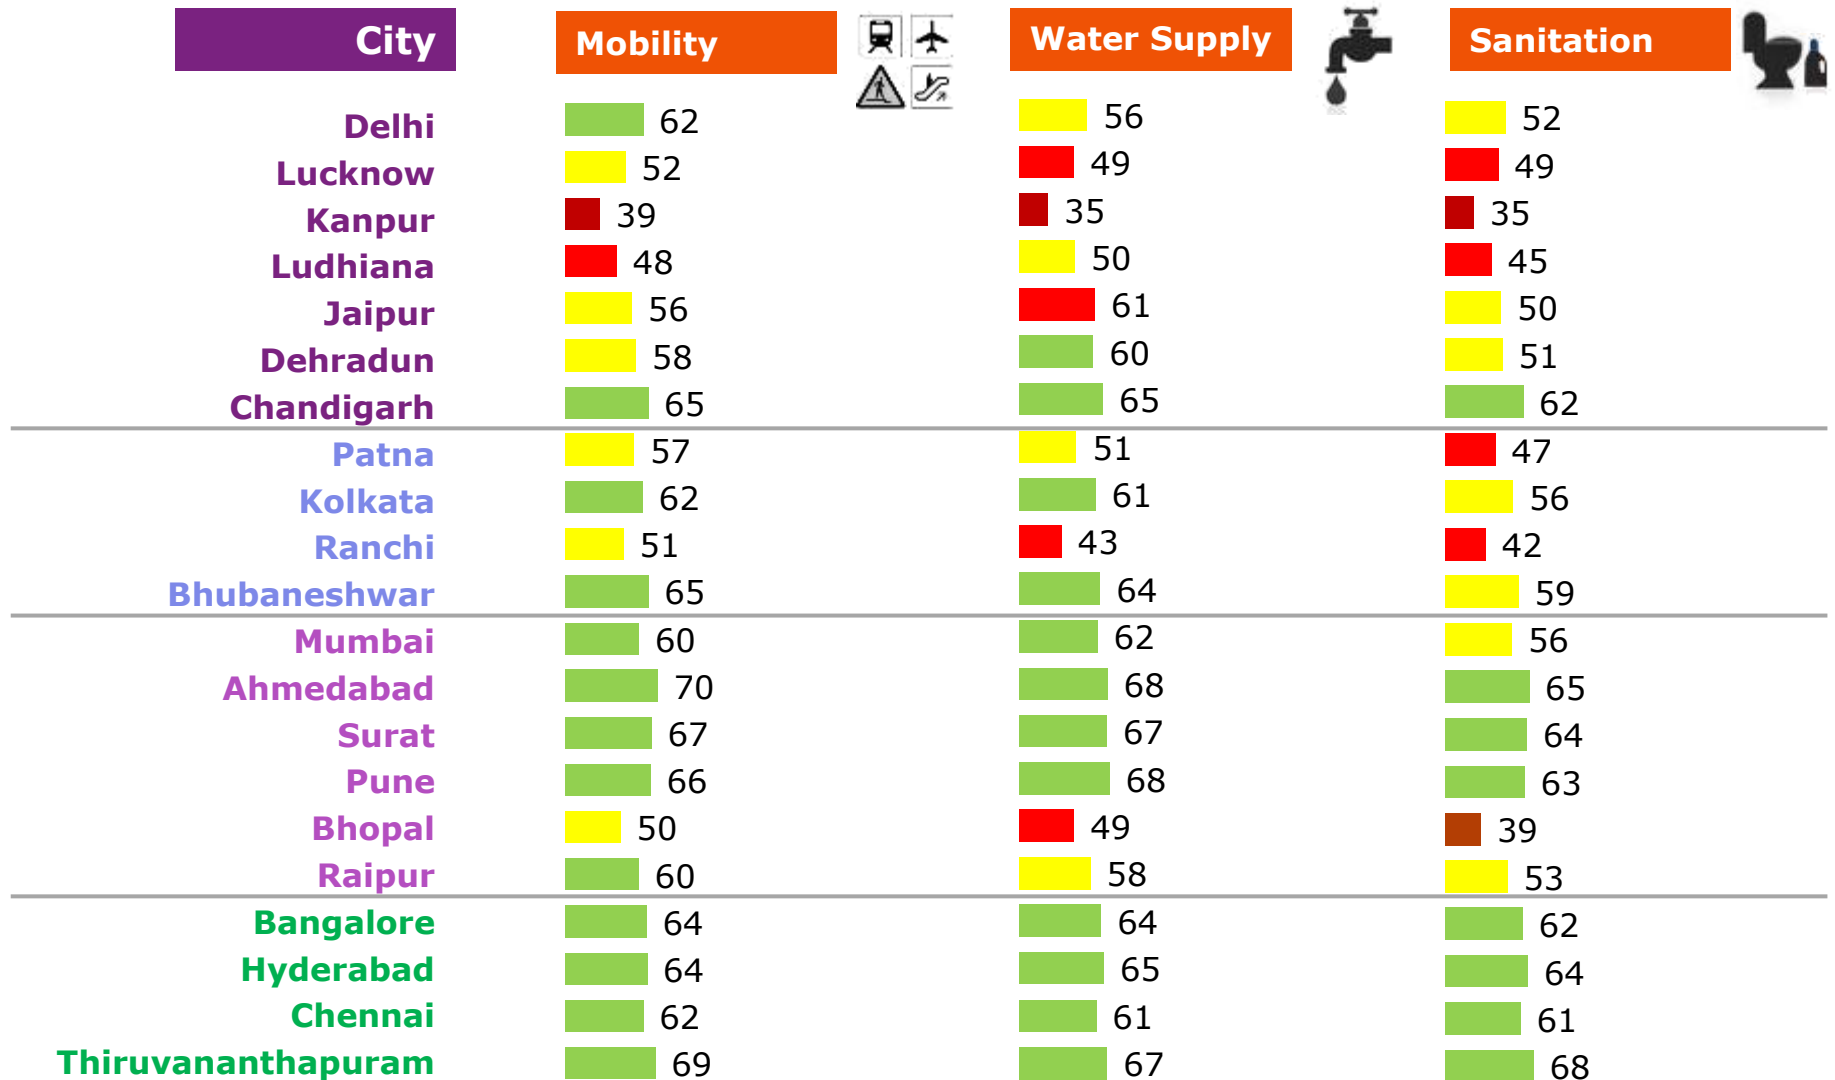 City Mobility Water Supply Sanitation
Delhi 62 56 52
Lucknow 52 49 49
Kanpur 39 35 35
Ludhiana 48 50 45
Jaipur 56 61 50
Dehradun 58 60 51
Chandigarh 65 65 62
Patna 57 51 47
Kolkata 62 61 56
Ranchi 51 43 42
Bhubaneshwar 65 64 59
Mumbai 60 62 56
Ahmedabad 70 68 65
Surat 67 67 64
Pune 66 68 63
Bhopal 50 49 39
Raipur 60 58 53
Bangalore 64 64 62
Hyderabad 64 65 64
Chennai 62 61 61
Thiruvananthapuram 69 67 68